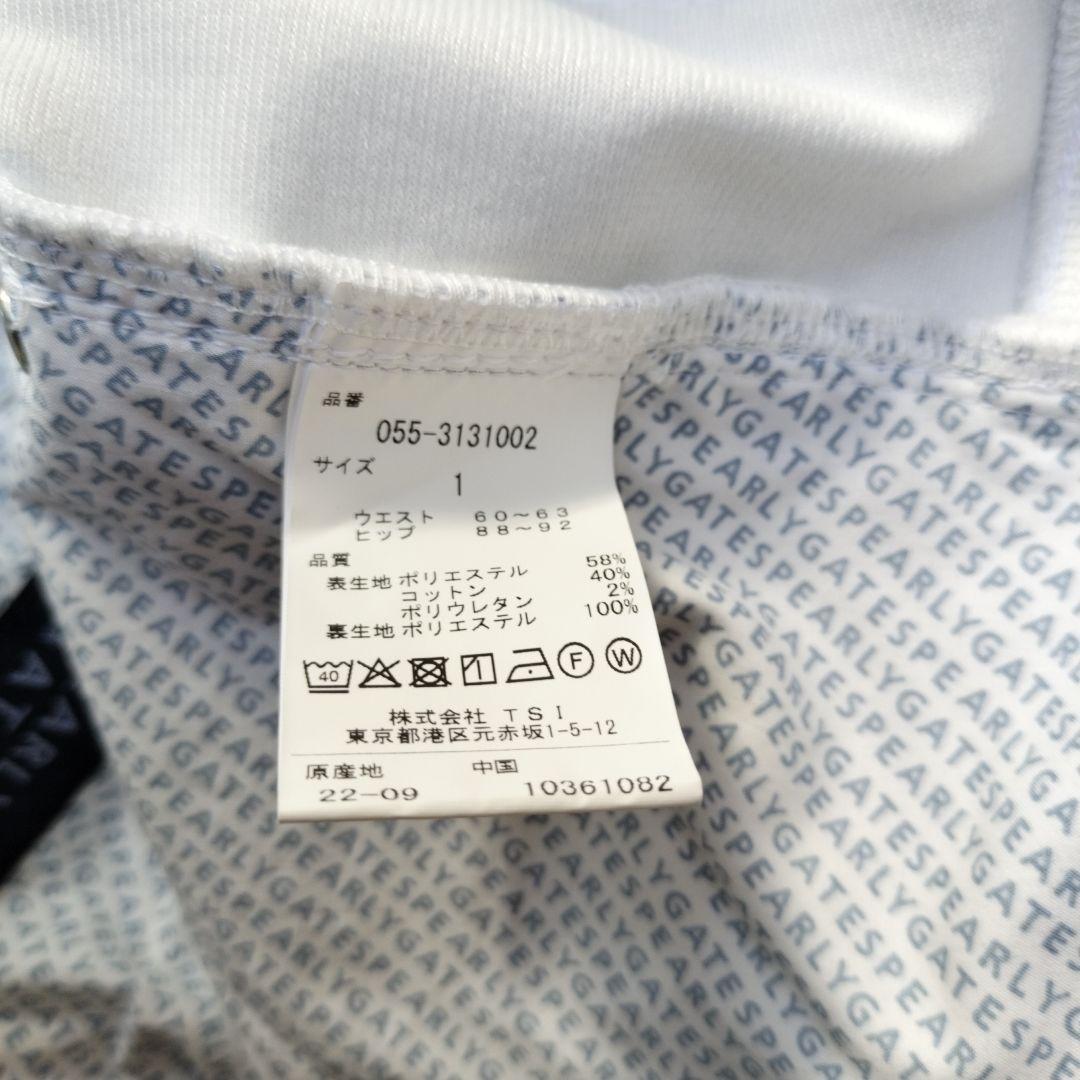 品番
055-3131002
サイズ
1
ウエスト 60～63
ヒップ 88～92
品質
表生地 ポリエステル 58%
コットン 40%
ポリウレタン 2%
裏生地 ポリエステル 100%
40
F
W
株式会社 TSI
東京都港区元赤坂1-5-12
原産地 中国
22-09 10361082
PEARLYGATES